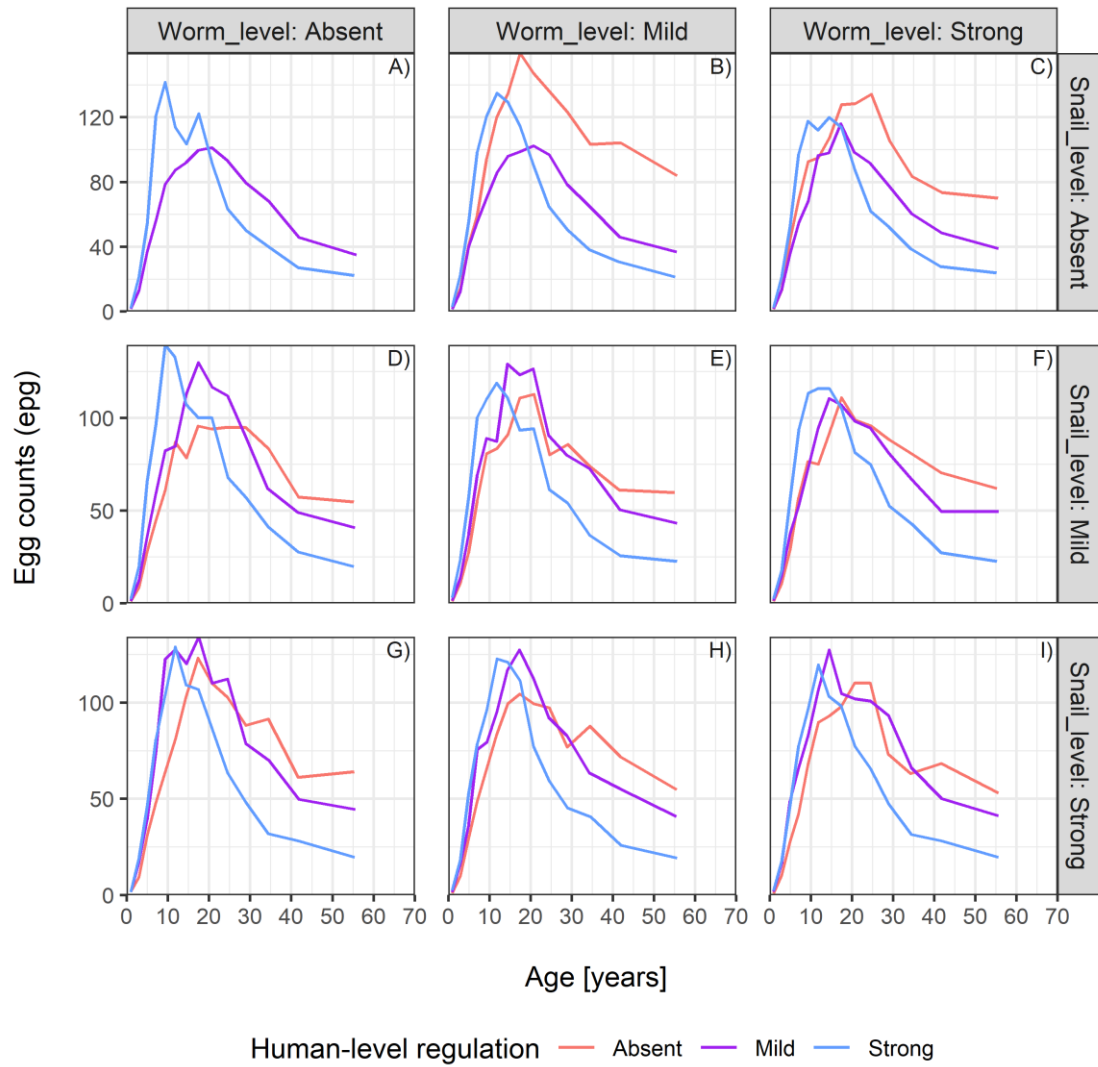 Worm_level: Absent
Worm_level: Mild
Worm_level: Strong
A)
B)
C)
Snail_level: Absent
120
80
40
0
D)
E)
F)
Snail_level: Mild
100
50
0
G)
H)
I)
Snail_level: Strong
100
50
0
Egg counts (epg)
0 10 20 30 40 50 60 70
0 10 20 30 40 50 60 70
0 10 20 30 40 50 60 70
Age [years]
Human-level regulation Absent Mild Strong